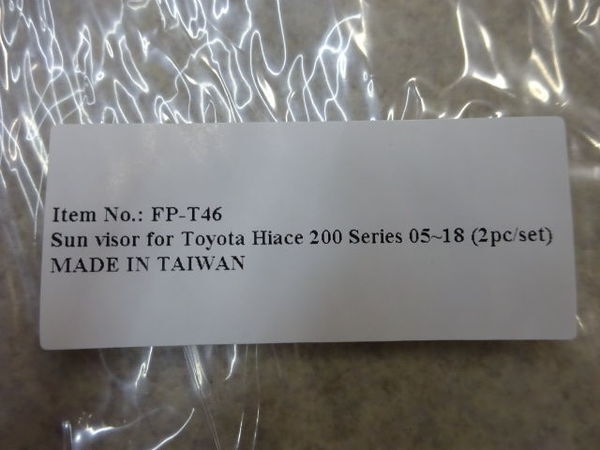 Item No.: FP-T46
Sun visor for Toyota Hiace 200 Series 05~18 (2pc/set)
MADE IN TAIWAN